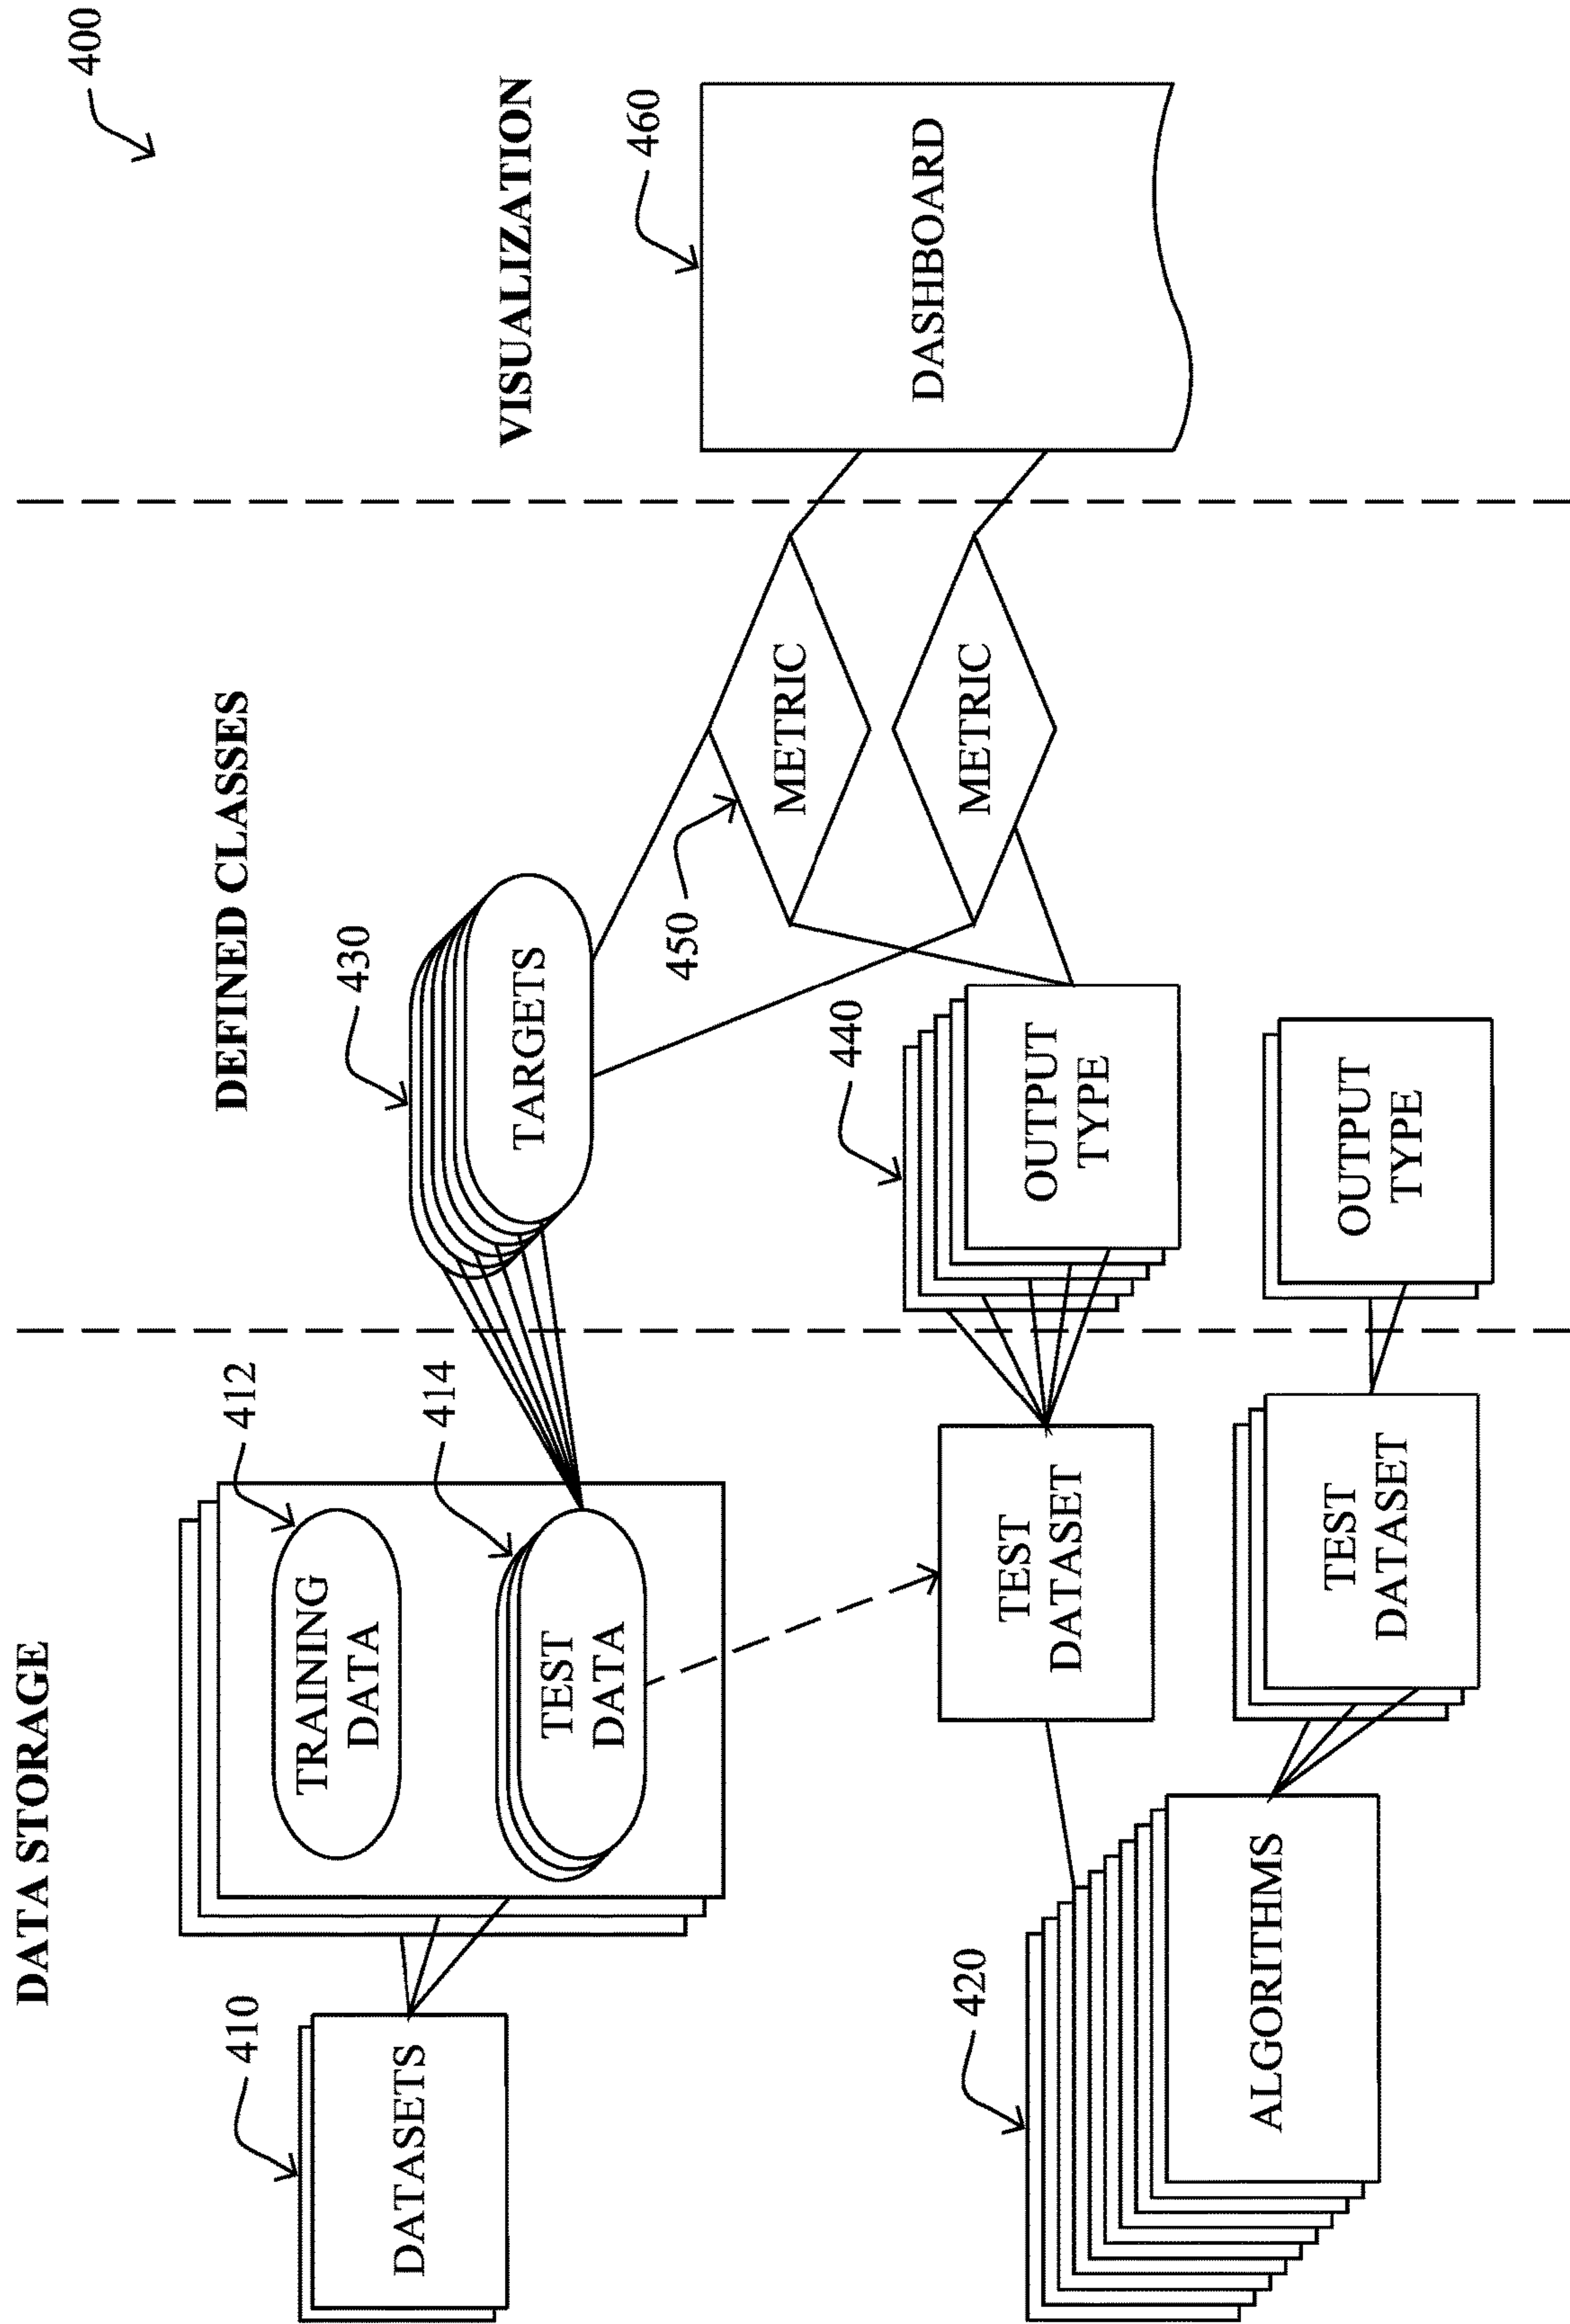 400
DATA STORAGE
DEFINED CLASSES
VISUALIZATION
410
DATASETS
412
TRAINING
DATA
414
TEST
DATA
430
TARGETS
450
METRIC
METRIC
460
DASHBOARD
420
ALGORITHMS
TEST
DATASET
TEST
DATASET
440
OUTPUT
TYPE
OUTPUT
TYPE